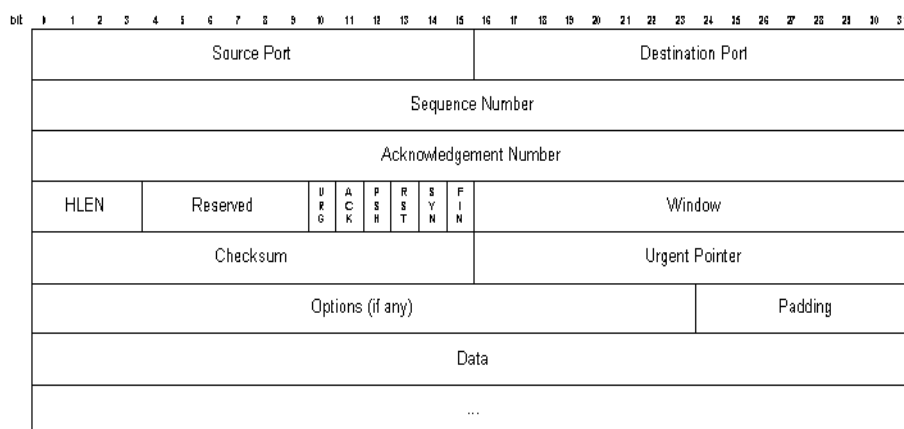 bit 0 1 2 3 4 5 6 7 8 9 10 11 12 13 14 15 16 17 18 19 20 21 22 23 24 25 26 27 28 29 30 31
Source Port Destination Port
Sequence Number
Acknowledgement Number
HLEN Reserved URG ACK PSH RST SYN FIN Window
Checksum Urgent Pointer
Options (if any) Padding
Data
...